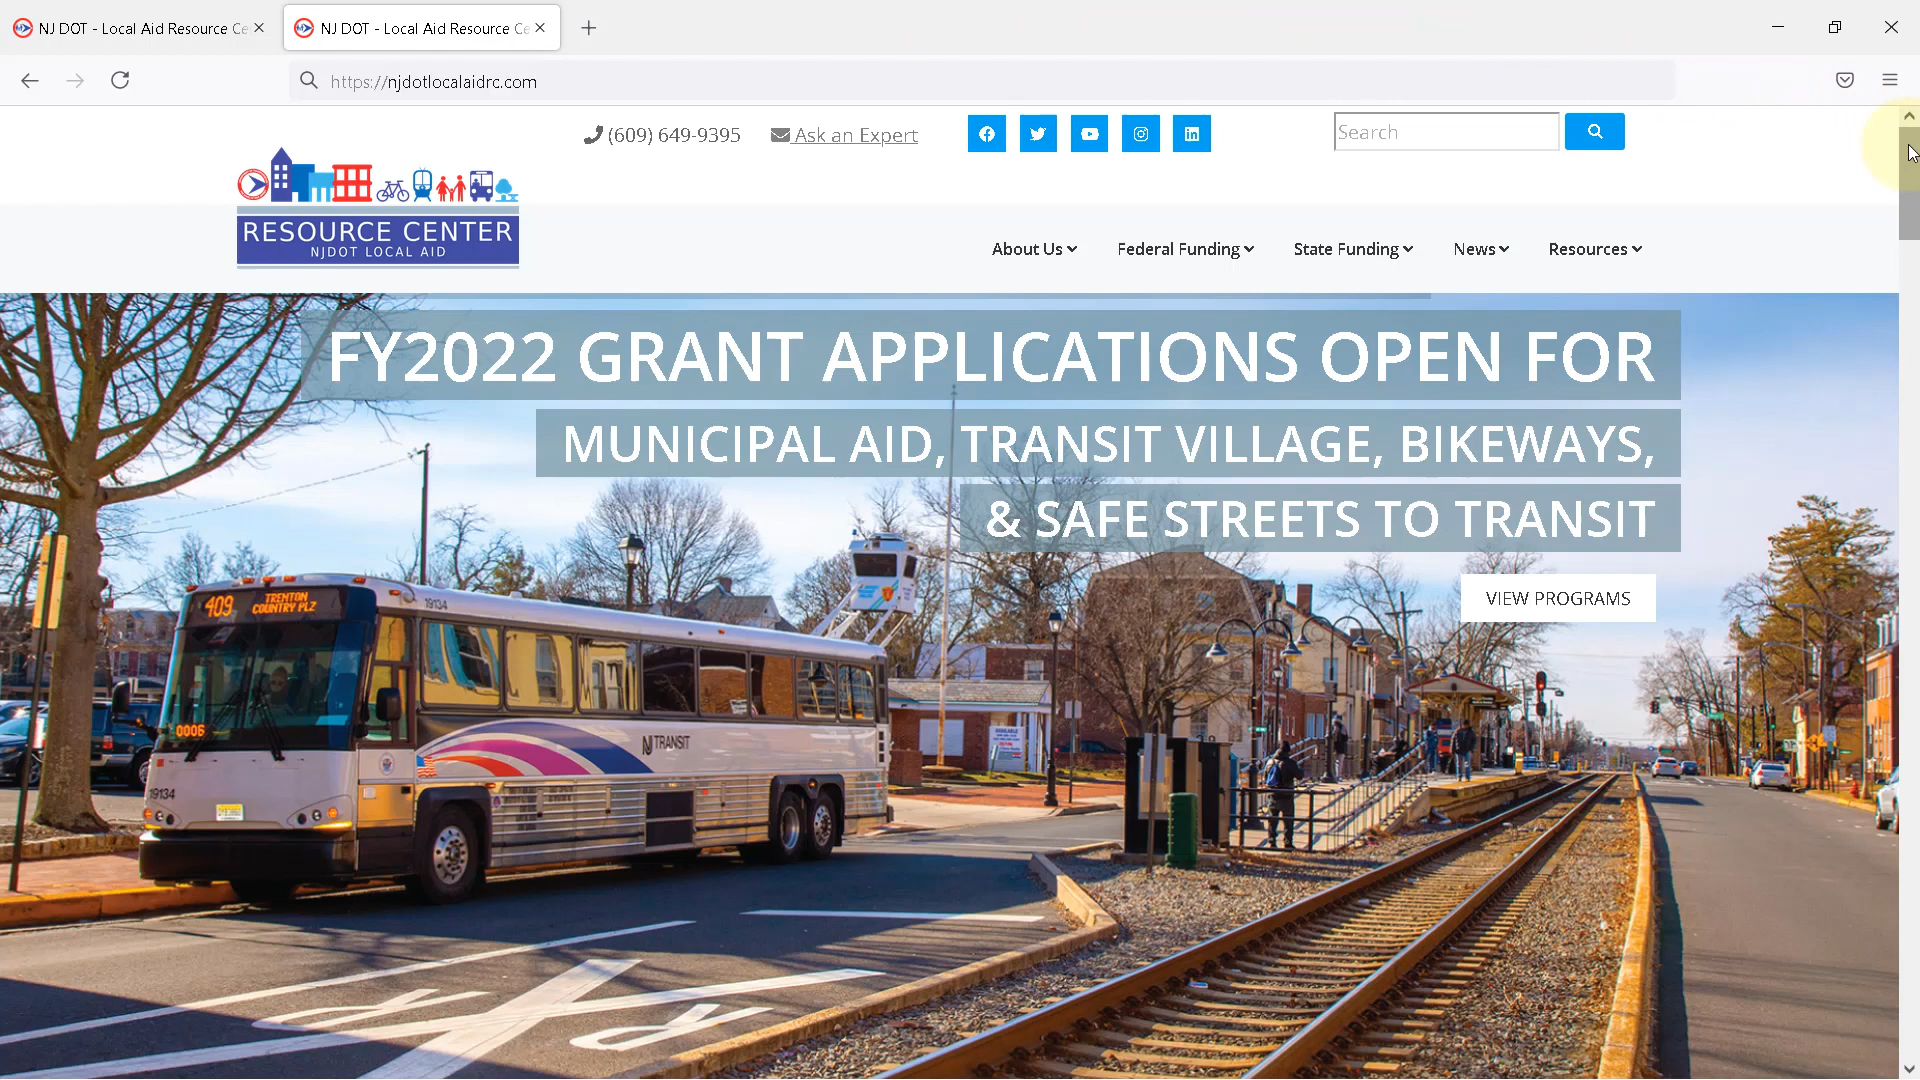 NJ DOT - Local Aid Resource Ce
NJ DOT - Local Aid Resource Ce
https://njdotlocalaidrc.com
(609) 649-9395
Ask an Expert
Search
RESOURCE CENTER
NJDOT LOCAL AID
About Us
Federal Funding
State Funding
News
Resources
FY2022 GRANT APPLICATIONS OPEN FOR
MUNICIPAL AID, TRANSIT VILLAGE, BIKEWAYS,
& SAFE STREETS TO TRANSIT
VIEW PROGRAMS
409 TRENTON
COUNTRY PLZ
19134
0006
NJ TRANSIT
19134
AVAILABLE
RXR